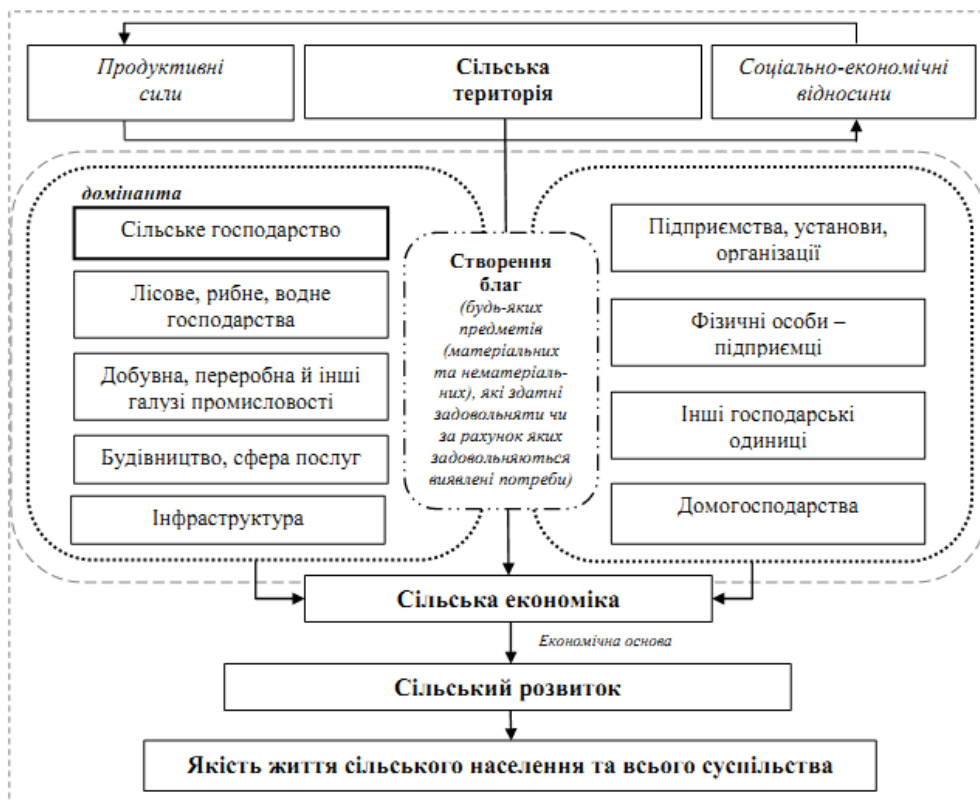 Продуктивні
сили
Сільська
територія
Соціально-економічні
відносини
домінанта
Сільське господарство
Лісове, рибне, водне
господарства
Добувна, переробна й інші
галузі промисловості
Будівництво, сфера послуг
Інфраструктура
Створення
благ
(будь-яких
предметів
(матеріальних
та нематеріаль-
них), які здатні
задовольняти чи
за рахунок яких
задовольняються
виявлені потреби)
Підприємства, установи,
організації
Фізичні особи –
підприємці
Інші господарські
одиниці
Домогосподарства
Сільська економіка
Економічна основа
Сільський розвиток
Якість життя сільського населення та всього суспільства